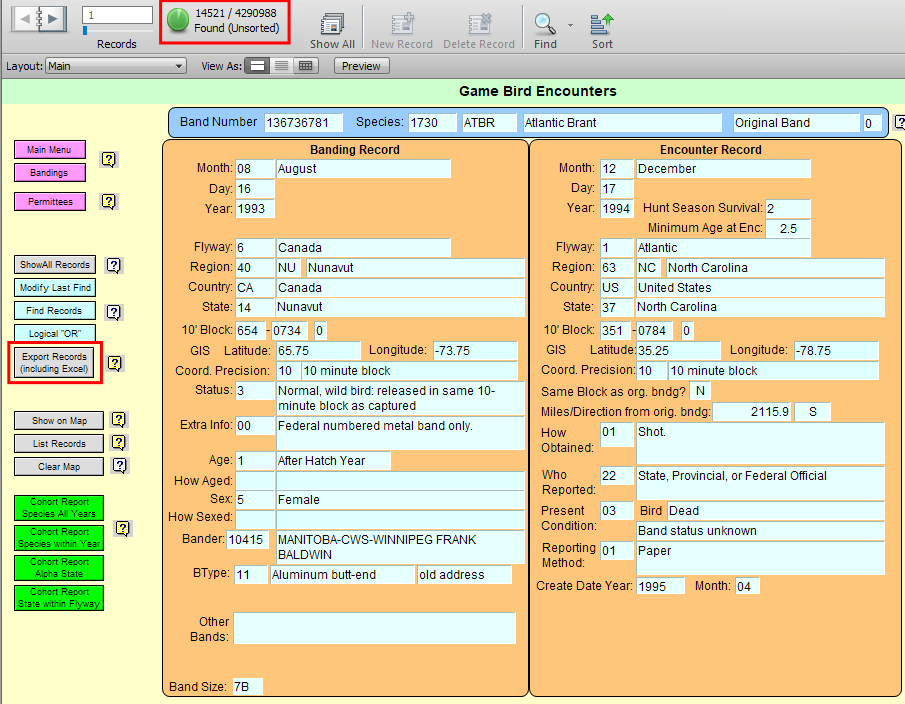 1
14521 / 4290988
Found (Unsorted)
Records
Show All
New Record
Delete Record
Find
Sort
Layout: Main
View As:
Preview
Game Bird Encounters
Band Number 136736781 Species: 1730 ATBR Atlantic Brant Original Band 0 ?
Main Menu
?
Bandings
Permittees ?
ShowAll Records ?
Modify Last Find
Find Records ?
Logical "OR"
Export Records
(including Excel)
?
Show on Map ?
List Records ?
Clear Map ?
Cohort Report
Species All Years
Cohort Report
Species within Year
?
Cohort Report
Alpha State
Cohort Report
State within Flyway
Banding Record
Month: 08 August
Day: 16
Year: 1993
Flyway: 6 Canada
Region: 40 NU Nunavut
Country: CA Canada
State: 14 Nunavut
10' Block: 654 - 0734 0
GIS Latitude: 65.75 Longitude: -73.75
Coord. Precision: 10 10 minute block
Status: 3 Normal, wild bird: released in same 10-
minute block as captured
Extra Info: 00 Federal numbered metal band only.
Age: 1 After Hatch Year
How Aged:
Sex: 5 Female
How Sexed:
Bander: 10415 MANITOBA-CWS-WINNIPEG FRANK
BALDWIN
BType: 11 Aluminum butt-end old address
Other
Bands:
Band Size: 7B
Encounter Record
Month: 12 December
Day: 17
Year: 1994 Hunt Season Survival: 2
Minimum Age at Enc: 2.5
Flyway: 1 Atlantic
Region: 63 NC North Carolina
Country: US United States
State: 37 North Carolina
10' Block: 351 - 0784 0
GIS Latitude: 35.25 Longitude: -78.75
Coord. Precision: 10 10 minute block
Same Block as org. bndg? N
Miles/Direction from orig. bndg: 2115.9 S
How
Obtained:
01 Shot.
Who
Reported:
22 State, Provincial, or Federal Official
Present
Condition:
03 Bird Dead
Band status unknown
Reporting
Method:
01 Paper
Create Date Year: 1995 Month: 04